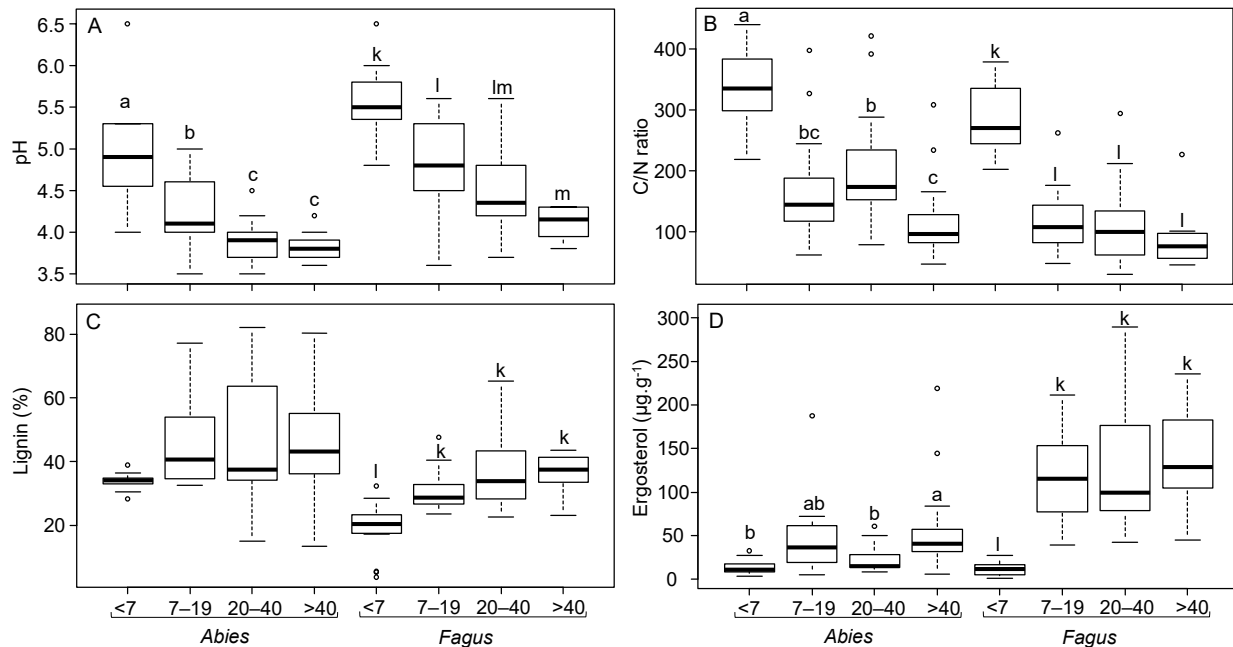 A
6.5
6.0
5.5
5.0
4.5
4.0
3.5
pH
a
b
c
c
k
l
lm
m
B
400
300
200
100
C/N ratio
a
bc
b
c
k
l
l
l
C
80
60
40
20
Lignin (%)
l
k
k
k
<7
7–19
20–40
>40
<7
7–19
20–40
>40
Abies
Fagus
D
300
250
200
150
100
50
0
Ergosterol (µg.g⁻¹)
b
ab
b
a
l
k
k
k
<7
7–19
20–40
>40
<7
7–19
20–40
>40
Abies
Fagus